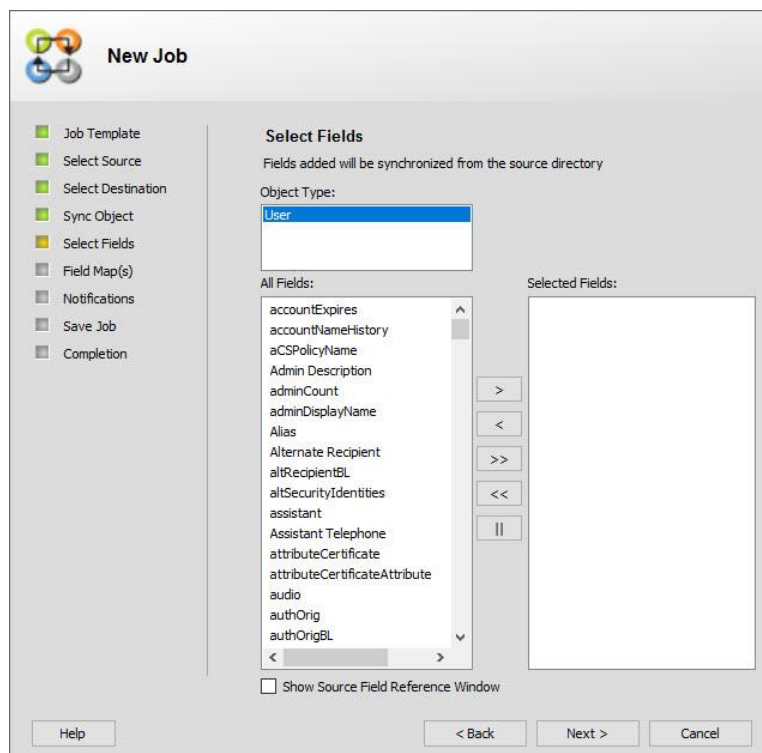 New Job
Job Template
Select Source
Select Destination
Sync Object
Select Fields
Field Map(s)
Notifications
Save Job
Completion
Select Fields
Fields added will be synchronized from the source directory
Object Type:
User
All Fields:
accountExpires
accountNameHistory
aCSPolicyName
Admin Description
adminCount
adminDisplayName
Alias
Alternate Recipient
altRecipientBL
altSecurityIdentities
assistant
Assistant Telephone
attributeCertificate
attributeCertificateAttribute
audio
authOrig
authOrigBL
>
<
>>
<<
||
Selected Fields:
Show Source Field Reference Window
Help
< Back
Next >
Cancel